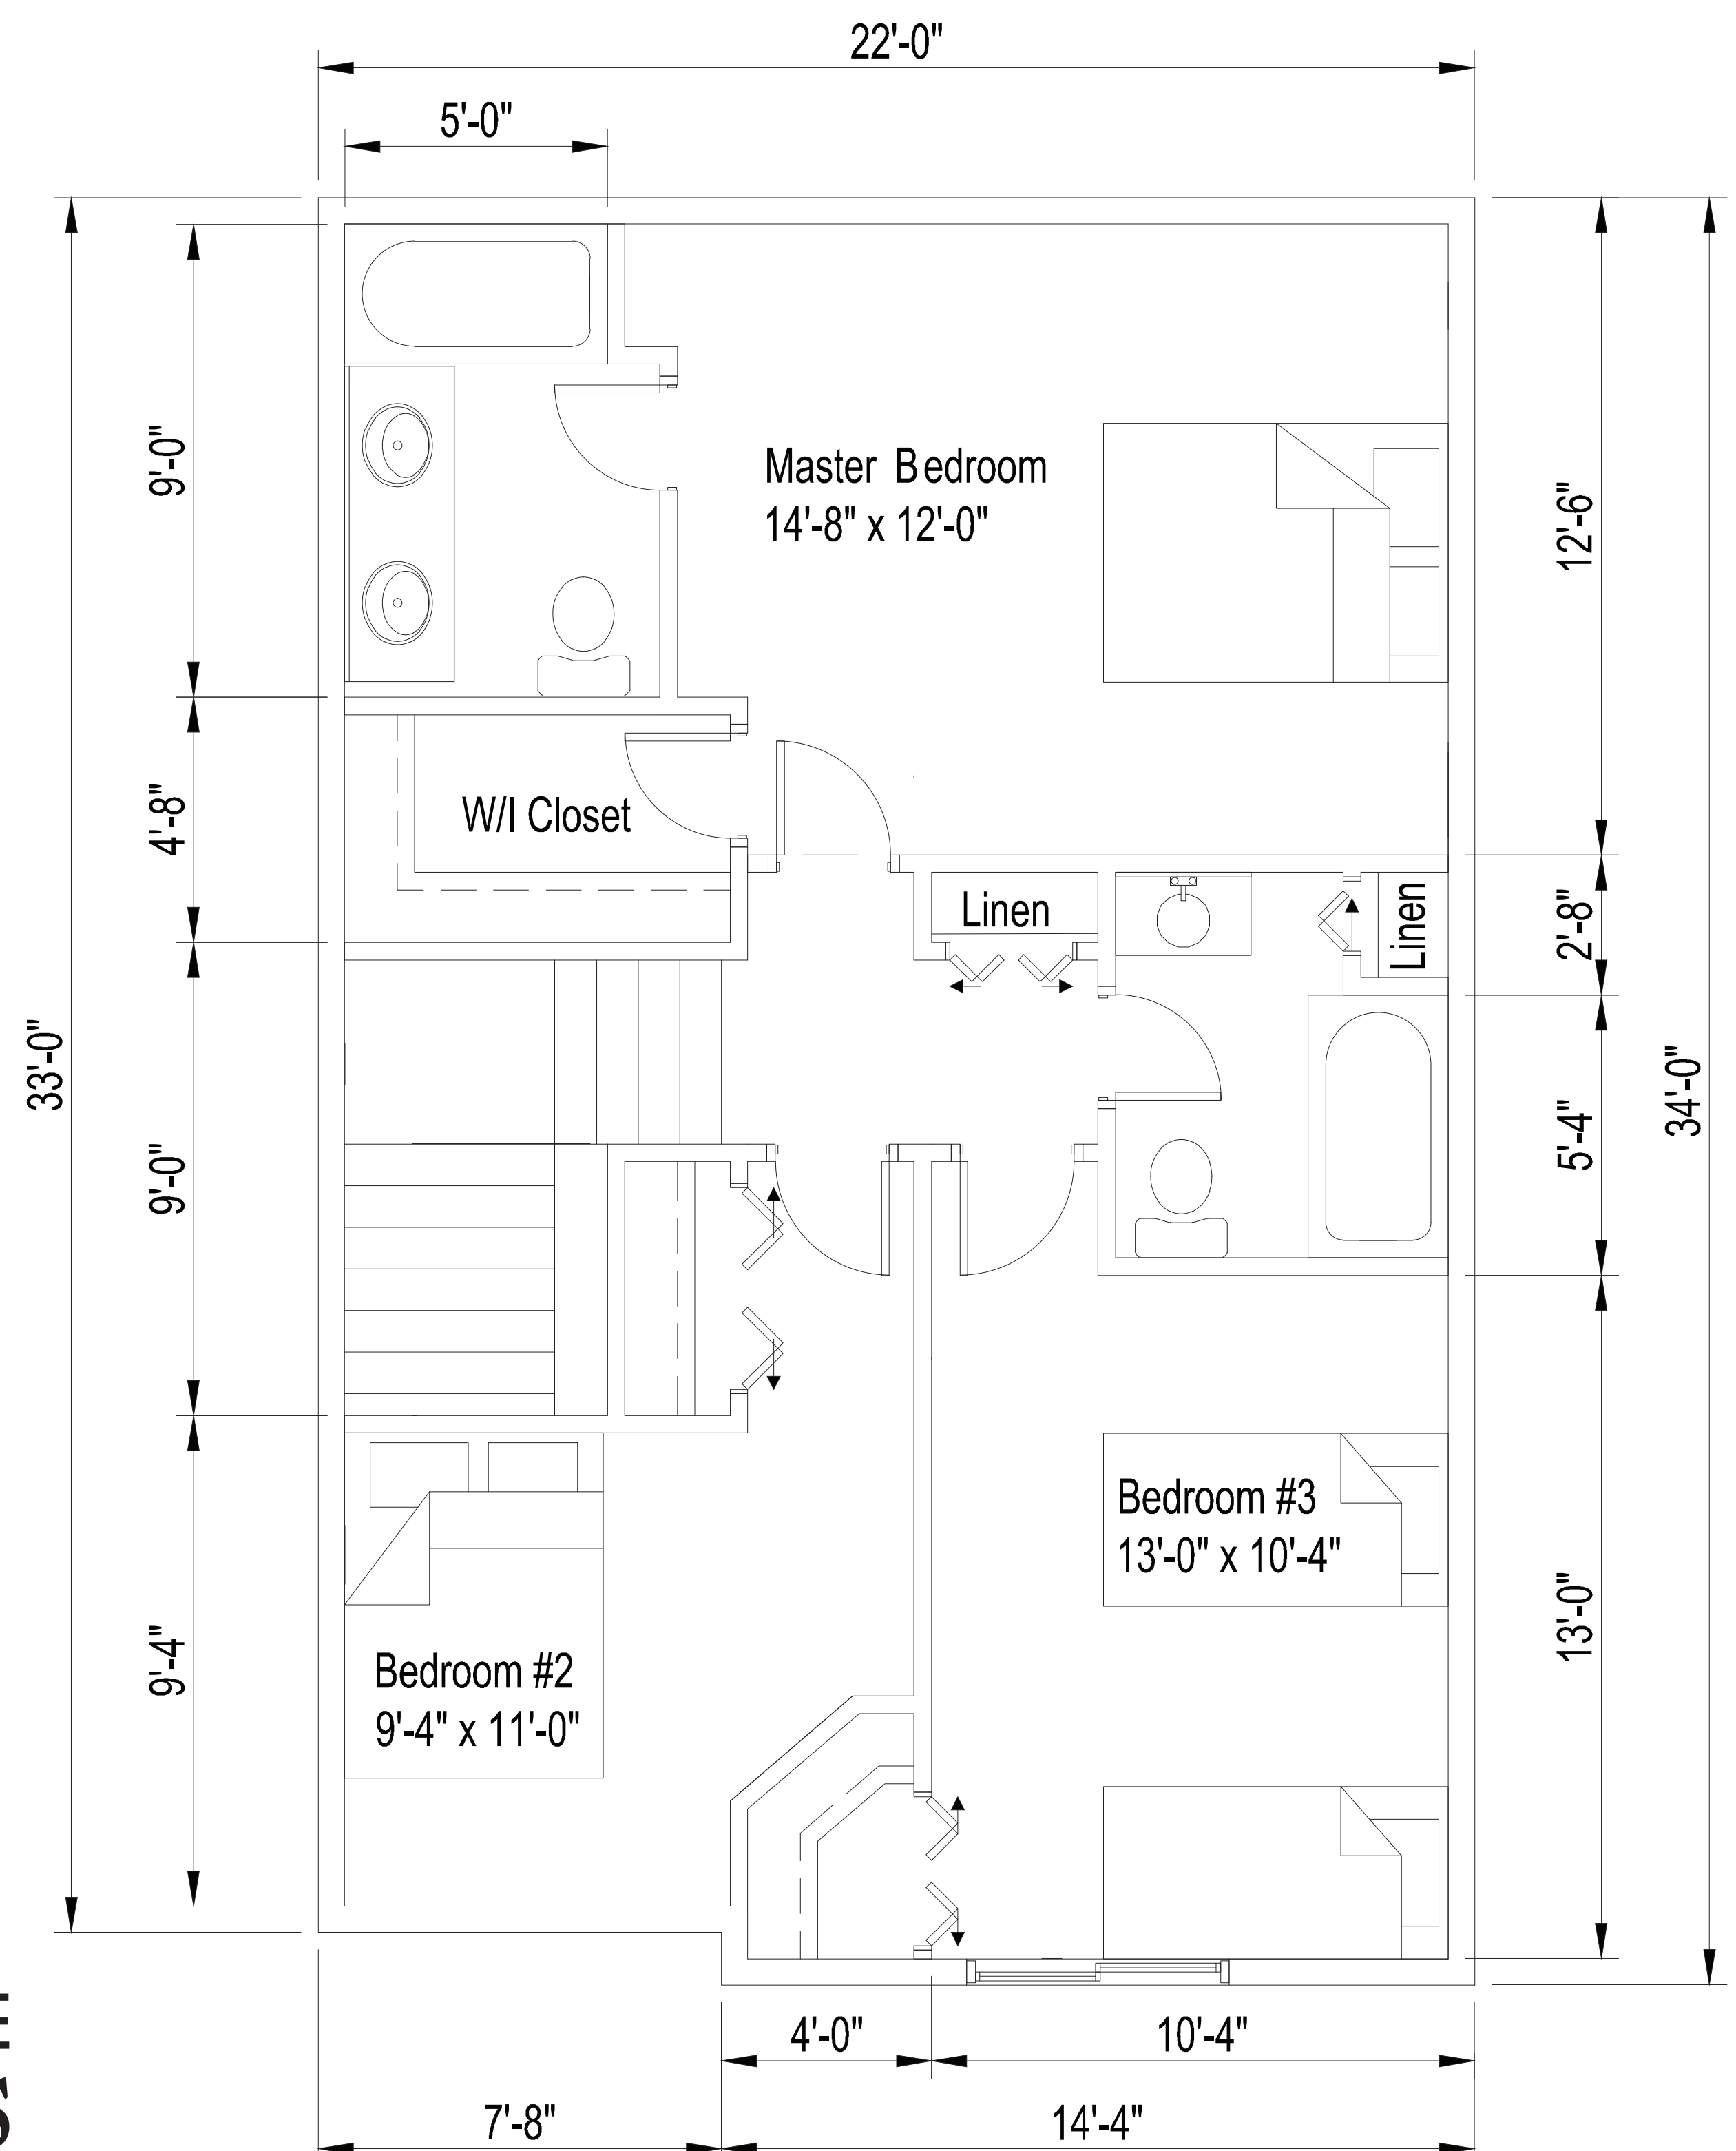 22'-0"
5'-0"
9'-0"
Master Bedroom
14'-8" x 12'-0"
12'-6"
4'-8"
W/I Closet
Linen
Linen
2'-8"
33'-0"
34'-0"
9'-0"
5'-4"
Bedroom #3
13'-0" x 10'-4"
13'-0"
9'-4"
Bedroom #2
9'-4" x 11'-0"
4'-0"
10'-4"
7'-8"
14'-4"